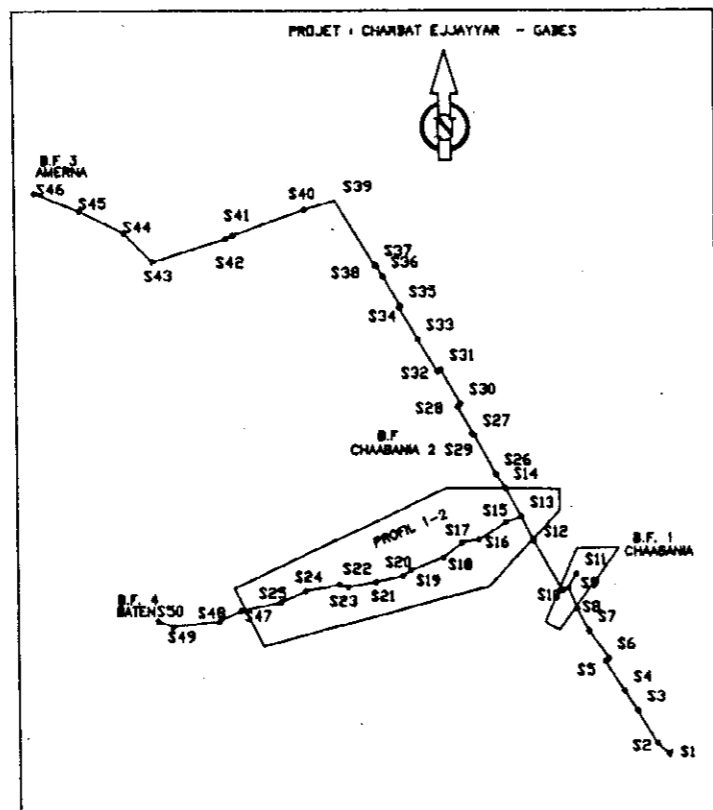 PROJET : CHARBAT EJJAYYAR - GABES
N
B.F. 3
AMERNA
S46
S45
S44
S43
S42
S41
S40
S39
S38
S37
S36
S35
S34
S33
S32
S31
S30
S28
S27
S29
B.F
CHAABANIA 2
S26
S14
S13
S12
S15
S16
S17
S18
PROFIL 1-2
S19
S20
S21
S22
S23
S24
S25
S47
S48
B.F. 4
BATEN
S50
S49
B.F. 1
CHAABANIA
S11
S9
S10
S8
S7
S6
S5
S4
S3
S2
S1